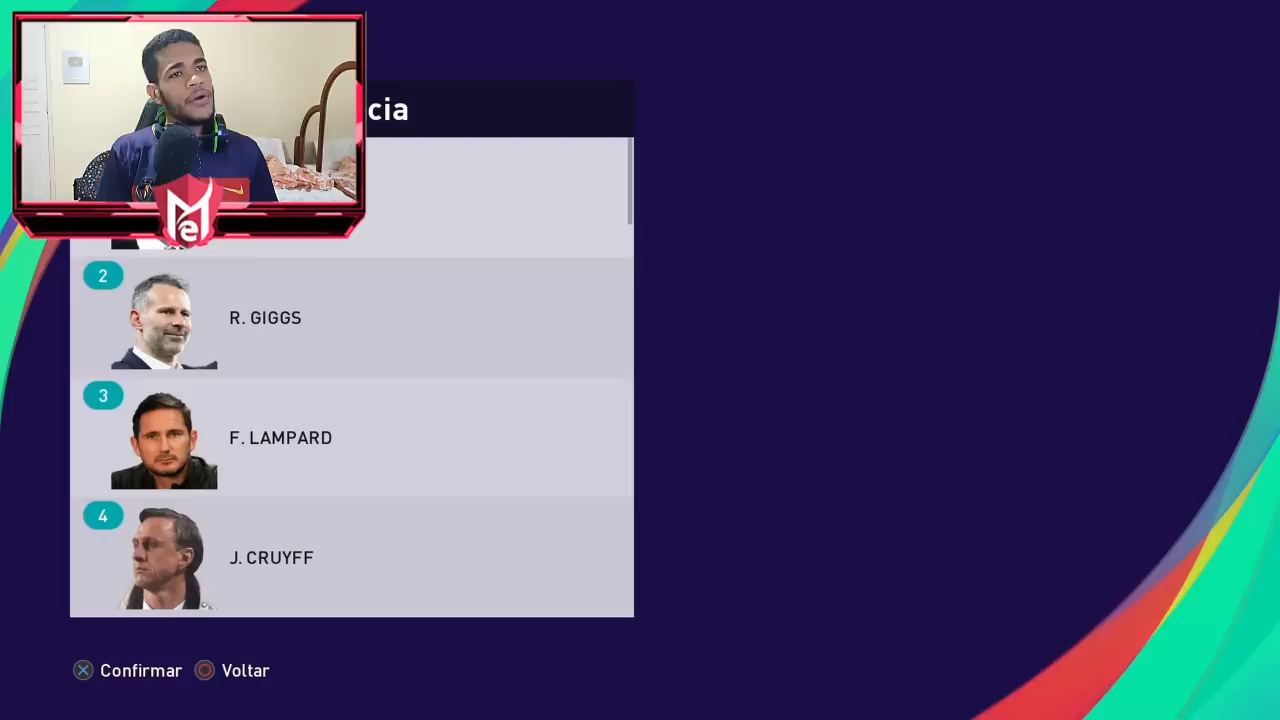 cia
2
R. GIGGS
3
F. LAMPARD
4
J. CRUYFF
Confirmar Voltar